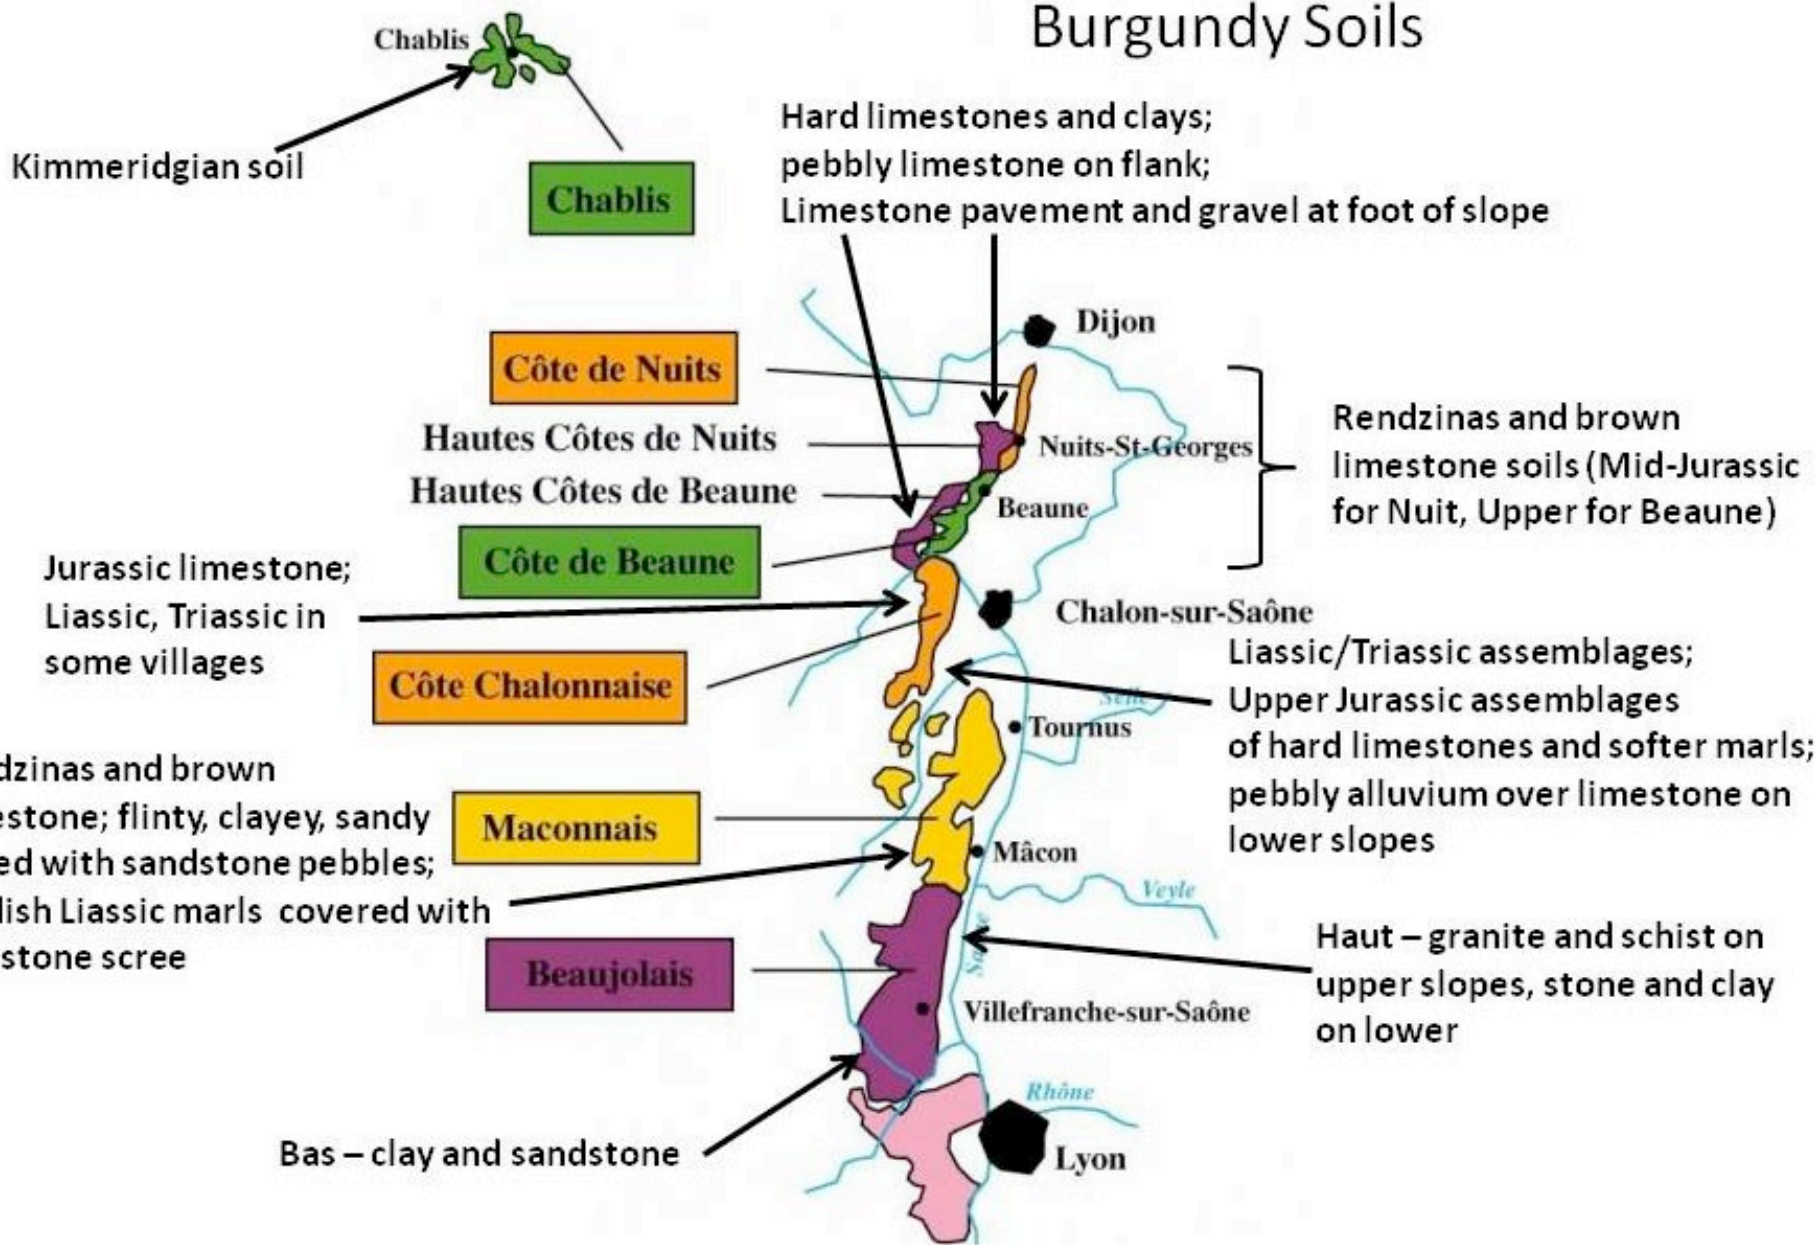 Burgundy Soils
Chablis
Kimmeridgian soil
Chablis
Hard limestones and clays;
pebbly limestone on flank;
Limestone pavement and gravel at foot of slope
Dijon
Côte de Nuits
Hautes Côtes de Nuits
Nuits-St-Georges
Hautes Côtes de Beaune
Beaune
Côte de Beaune
Rendzinas and brown
limestone soils (Mid-Jurassic
for Nuit, Upper for Beaune)
Jurassic limestone;
Liassic, Triassic in
some villages
Chalon-sur-Saône
Côte Chalonnaise
Liassic/Triassic assemblages;
Upper Jurassic assemblages
of hard limestones and softer marls;
pebbly alluvium over limestone on
lower slopes
Seille
Tournus
dzinas and brown
estone; flinty, clayey, sandy
ed with sandstone pebbles;
lish Liassic marls covered with
stone scree
Maconnais
Mâcon
Veyle
Beaujolais
Haut – granite and schist on
upper slopes, stone and clay
on lower
Villefranche-sur-Saône
Bas – clay and sandstone
Rhône
Lyon